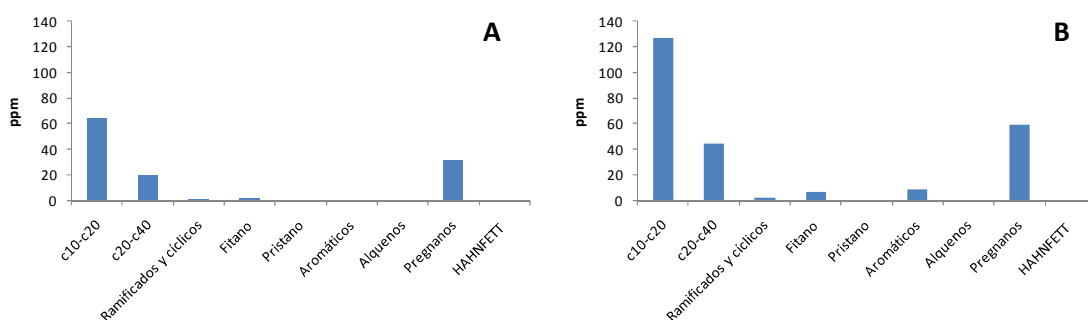 A
140
120
100
80
60
40
20
0
ppm
c10-c20
c20-c40
Ramificados y cíclicos
Fitano
Pristano
Aromáticos
Alquenos
Pregnanos
HAHNFETT
B
140
120
100
80
60
40
20
0
ppm
c10-c20
c20-c40
Ramificados y cíclicos
Fitano
Pristano
Aromáticos
Alquenos
Pregnanos
HAHNFETT